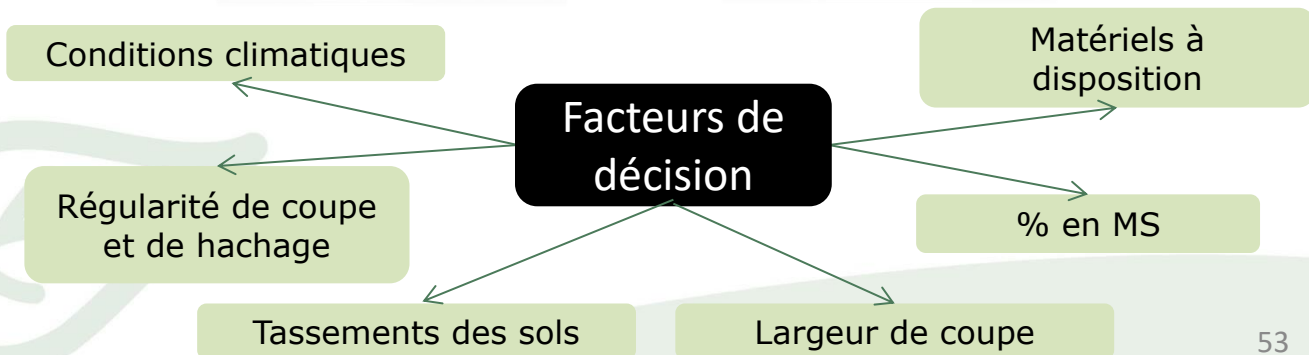 Conditions climatiques
Matériels à
disposition
Facteurs de
décision
Régularité de coupe
et de hachage
% en MS
Tassements des sols
Largeur de coupe
53